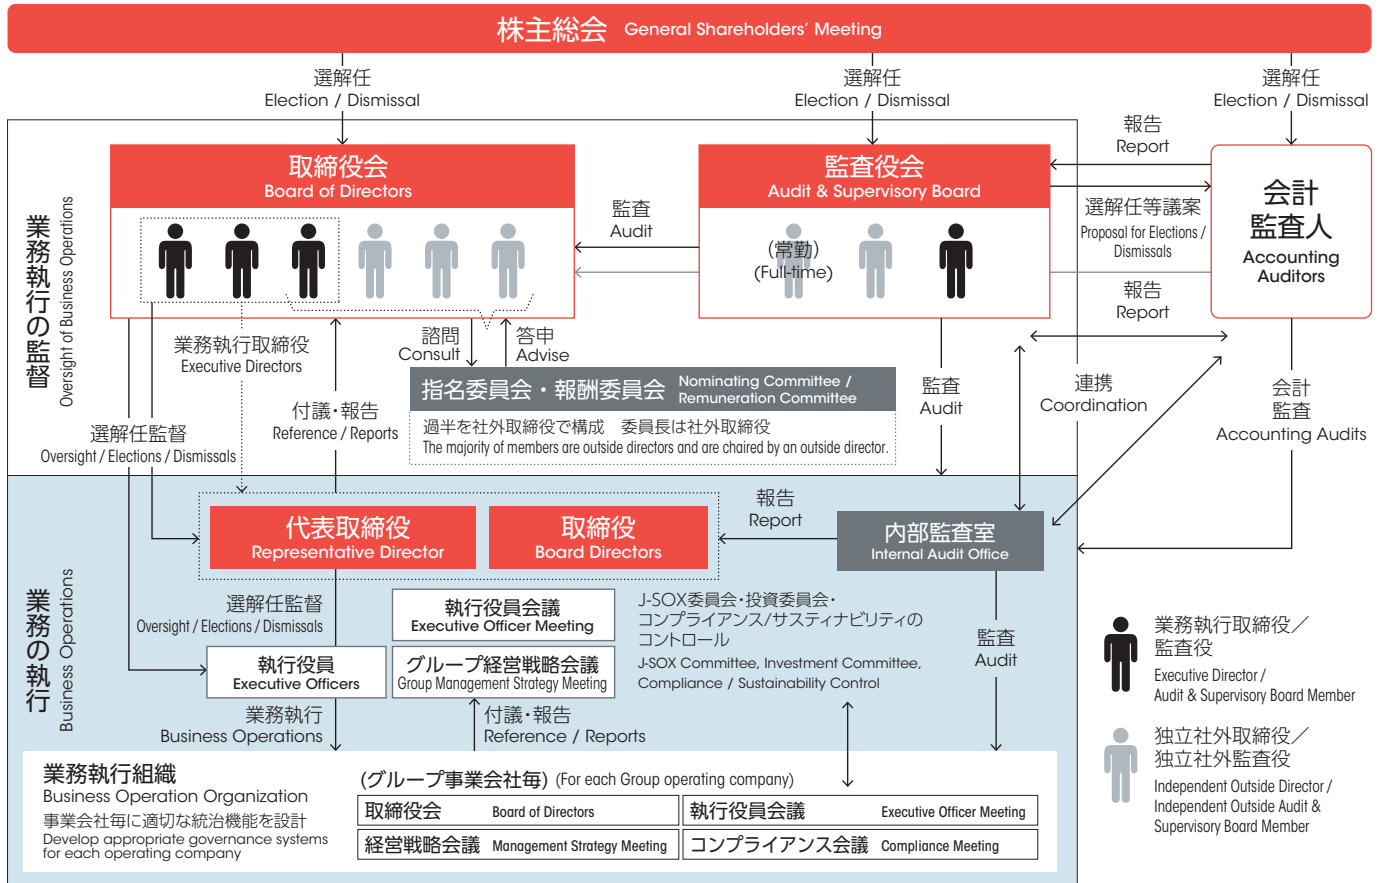 株主総会 General Shareholders' Meeting
選解任
Election / Dismissal
選解任
Election / Dismissal
選解任
Election / Dismissal
業務執行の監督
Oversight of Business Operations
取締役会
Board of Directors
監査
Audit
監査役会
Audit & Supervisory Board
(常勤)
(Full-time)
報告
Report
選解任等議案
Proposal for Elections /
Dismissals
報告
Report
会計
監査人
Accounting
Auditors
業務執行取締役
Executive Directors
諮問
Consult
答申
Advise
指名委員会・報酬委員会 Nominating Committee /
Remuneration Committee
過半を社外取締役で構成 委員長は社外取締役
The majority of members are outside directors and are chaired by an outside director.
付議・報告
Reference / Reports
選解任監督
Oversight / Elections / Dismissals
監査
Audit
連携
Coordination
会計
監査
Accounting Audits
業務の執行
Business Operations
代表取締役
Representative Director
取締役
Board Directors
報告
Report
内部監査室
Internal Audit Office
選解任監督
Oversight / Elections / Dismissals
執行役員会議
Executive Officer Meeting
J-SOX委員会・投資委員会・
コンプライアンス/サスティナビリティの
コントロール
J-SOX Committee, Investment Committee,
Compliance / Sustainability Control
監査
Audit
執行役員
Executive Officers
グループ経営戦略会議
Group Management Strategy Meeting
業務執行
Business Operations
付議・報告
Reference / Reports
業務執行組織
Business Operation Organization
事業会社毎に適切な統治機能を設計
Develop appropriate governance systems
for each operating company
(グループ事業会社毎) (For each Group operating company)
取締役会 Board of Directors
執行役員会議 Executive Officer Meeting
経営戦略会議 Management Strategy Meeting
コンプライアンス会議 Compliance Meeting
業務執行取締役／
監査役
Executive Director /
Audit & Supervisory Board Member
独立社外取締役／
独立社外監査役
Independent Outside Director /
Independent Outside Audit &
Supervisory Board Member